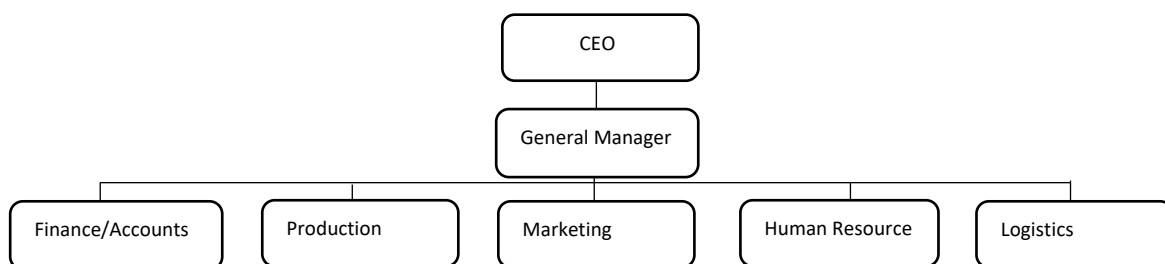 CEO
General Manager
Finance/Accounts
Production
Marketing
Human Resource
Logistics